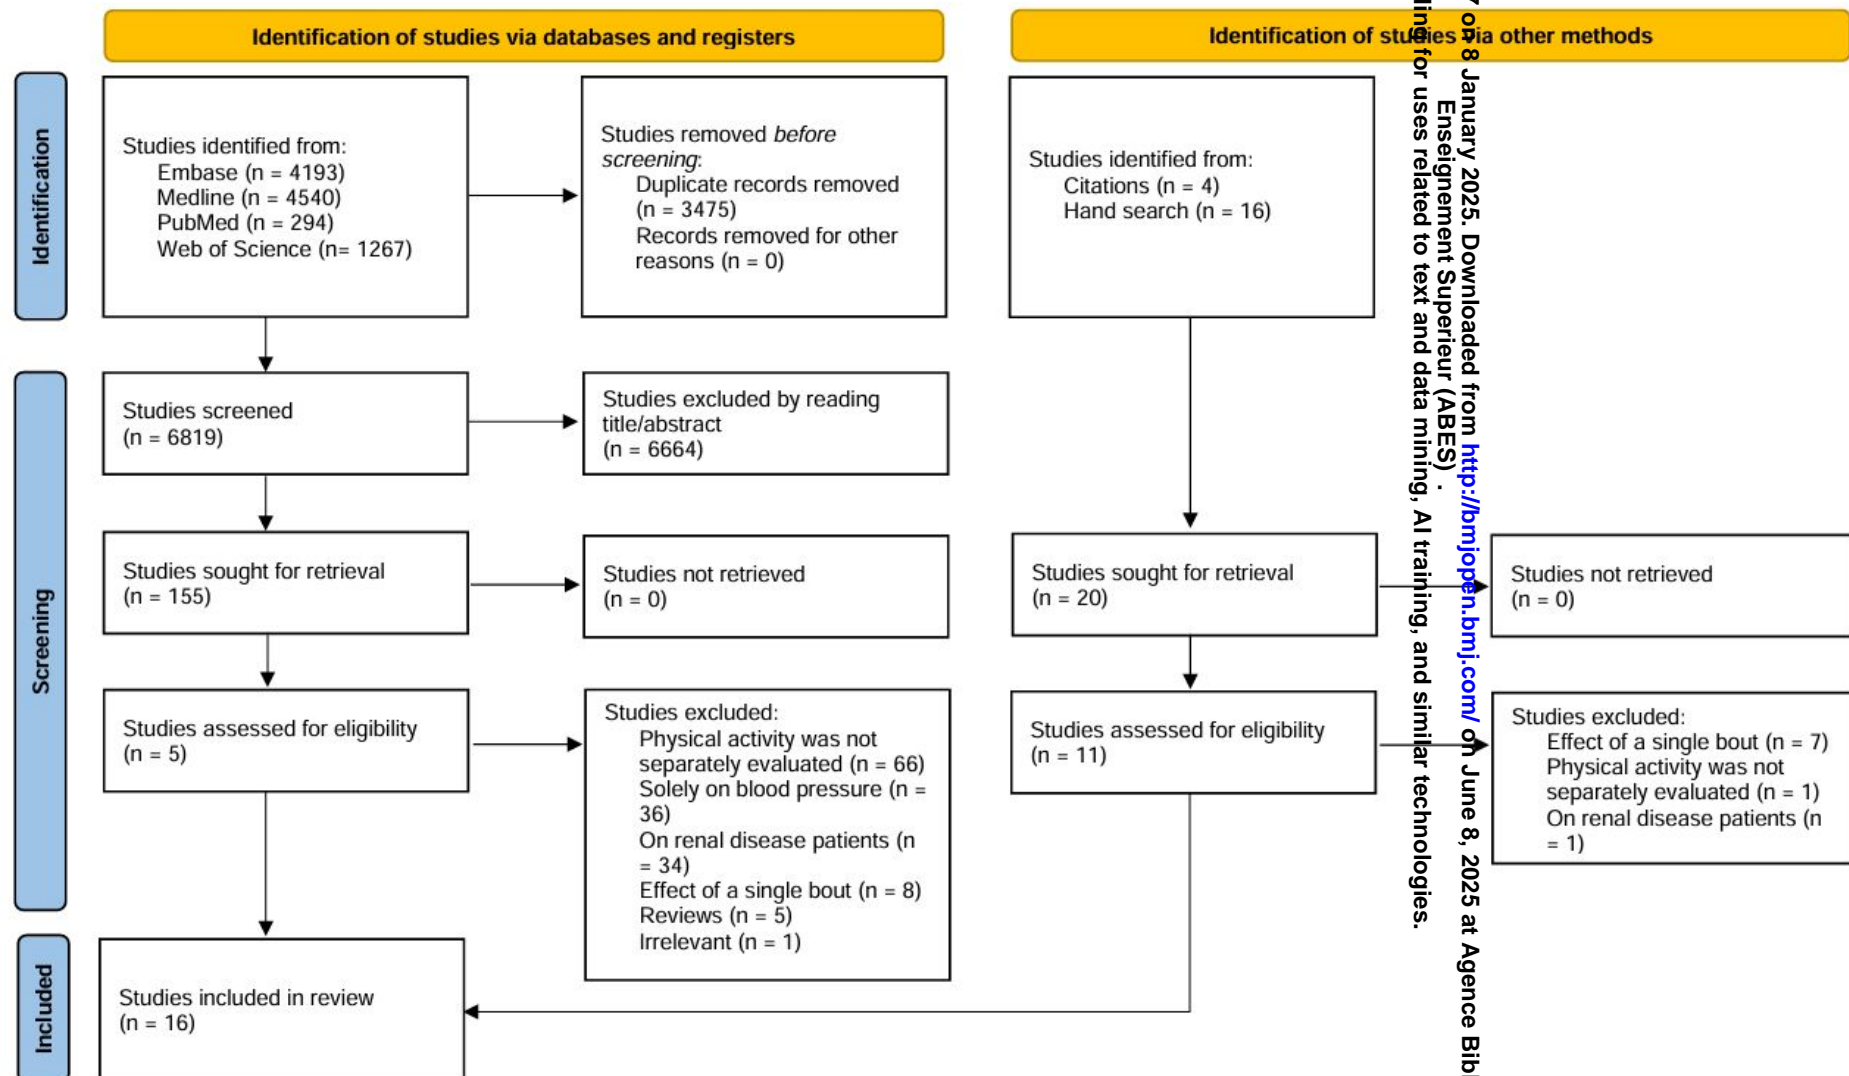 Identification of studies via databases and registers
Identification of studies via other methods
Identification
Studies identified from:
Embase (n = 4193)
Medline (n = 4540)
PubMed (n = 294)
Web of Science (n= 1267)
Studies removed before
screening:
Duplicate records removed
(n = 3475)
Records removed for other
reasons (n = 0)
Studies identified from:
Citations (n = 4)
Hand search (n = 16)
Screening
Studies screened
(n = 6819)
Studies excluded by reading
title/abstract
(n = 6664)
Studies sought for retrieval
(n = 155)
Studies not retrieved
(n = 0)
Studies sought for retrieval
(n = 20)
Studies not retrieved
(n = 0)
Studies assessed for eligibility
(n = 5)
Studies excluded:
Physical activity was not
separately evaluated (n = 66)
Solely on blood pressure (n =
36)
On renal disease patients (n
= 34)
Effect of a single bout (n = 8)
Reviews (n = 5)
Irrelevant (n = 1)
Studies assessed for eligibility
(n = 11)
Studies excluded:
Effect of a single bout (n = 7)
Physical activity was not
separately evaluated (n = 1)
On renal disease patients (n
= 1)
Included
Studies included in review
(n = 16)
on 8 January 2025. Downloaded from http://bmjopen.bmj.com/ on June 8, 2025 at Agence
Enseignement Superieur (ABES) .
for uses related to text and data mining, AI training, and similar technologies.